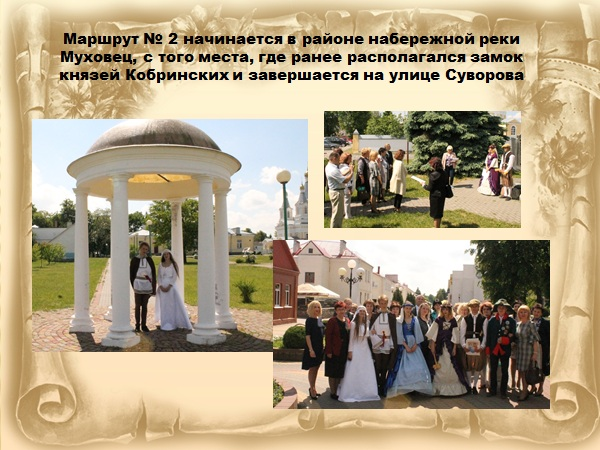 Маршрут № 2 начинается в районе набережной реки
Муховец, с того места, где ранее располагался замок
князей Кобринских и завершается на улице Суворова